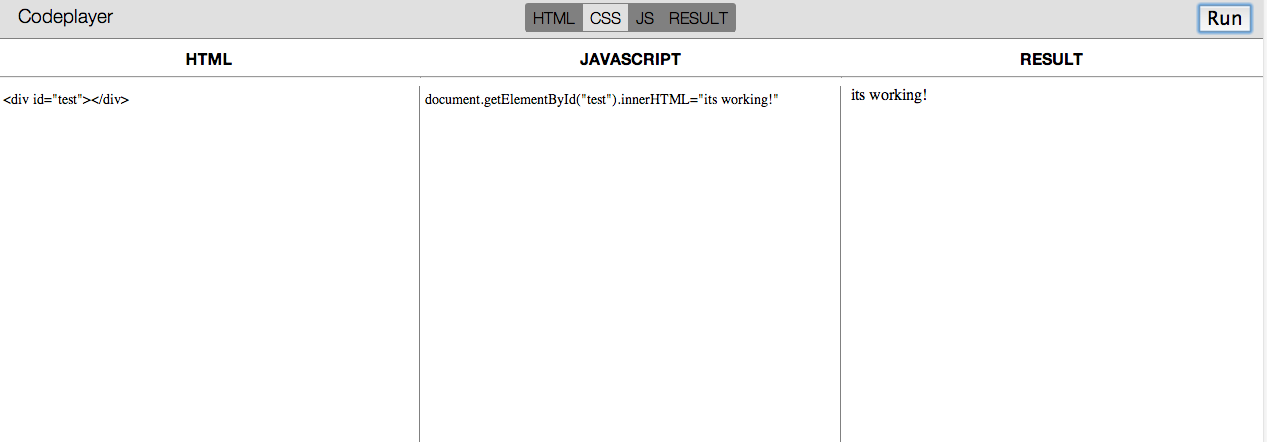 Codeplayer HTML CSS JS RESULT Run
HTML JAVASCRIPT RESULT
<div id="test"></div> document.getElementById("test").innerHTML="its working!" its working!